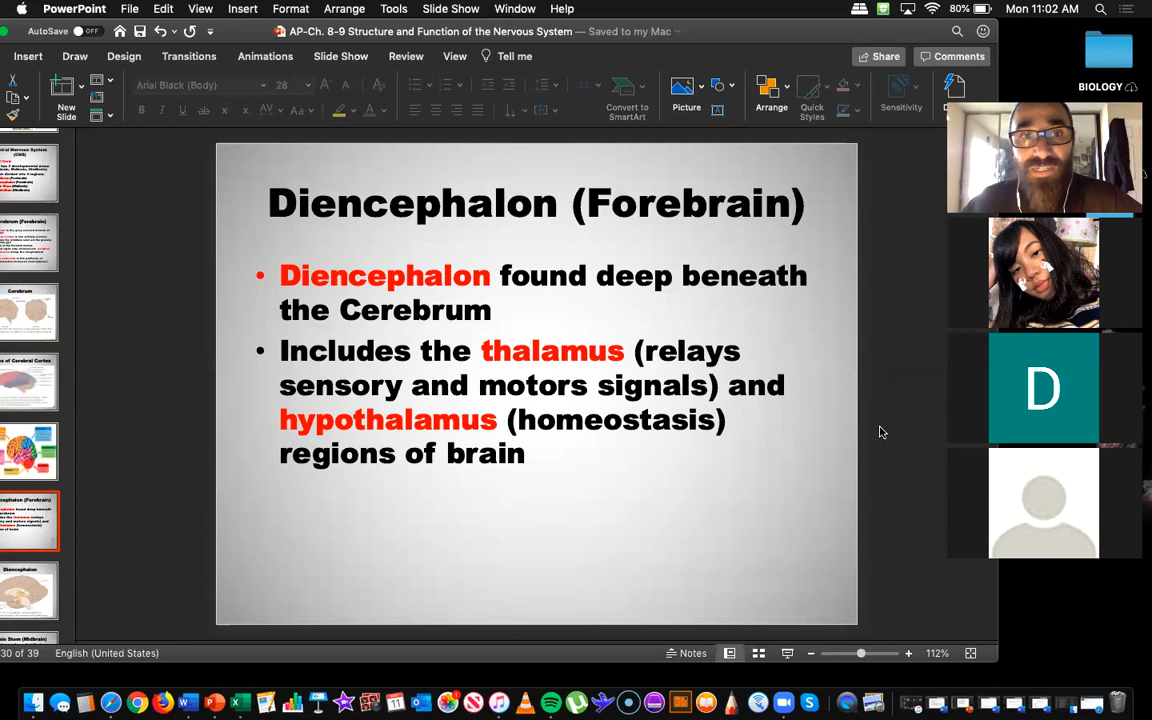 PowerPoint File Edit View Insert Format Arrange Tools Slide Show Window Help 80% Mon 11:02 AM
AutoSave OFF AP-Ch. 8-9 Structure and Function of the Nervous System — Saved to my Mac
Insert Draw Design Transitions Animations Slide Show Review View Tell me Share Comments
BIOLOGY
Arial Black (Body) 28
New
Slide
Convert to
SmartArt
Picture
Arrange
Quick
Styles
Sensitivity
Diencephalon (Forebrain)
• Diencephalon found deep beneath
the Cerebrum
• Includes the thalamus (relays
sensory and motors signals) and
hypothalamus (homeostasis)
regions of brain
D
Cerebrum
Diencephalon
30 of 39 English (United States) Notes 112%